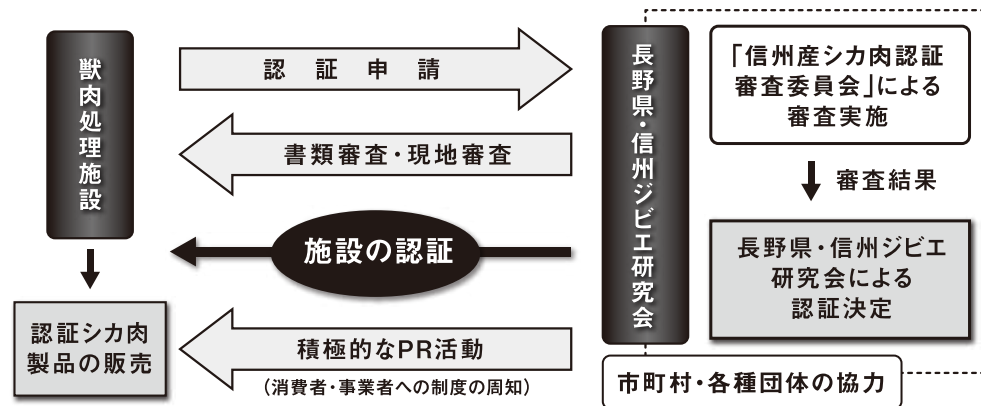 獣肉処理施設
認証申請
書類審査・現地審査
施設の認証
積極的なPR活動
（消費者・事業者への制度の周知）
認証シカ肉
製品の販売
長野県・信州ジビエ研究会
「信州産シカ肉認証
審査委員会」による
審査実施
審査結果
長野県・信州ジビエ
研究会による
認証決定
市町村・各種団体の協力